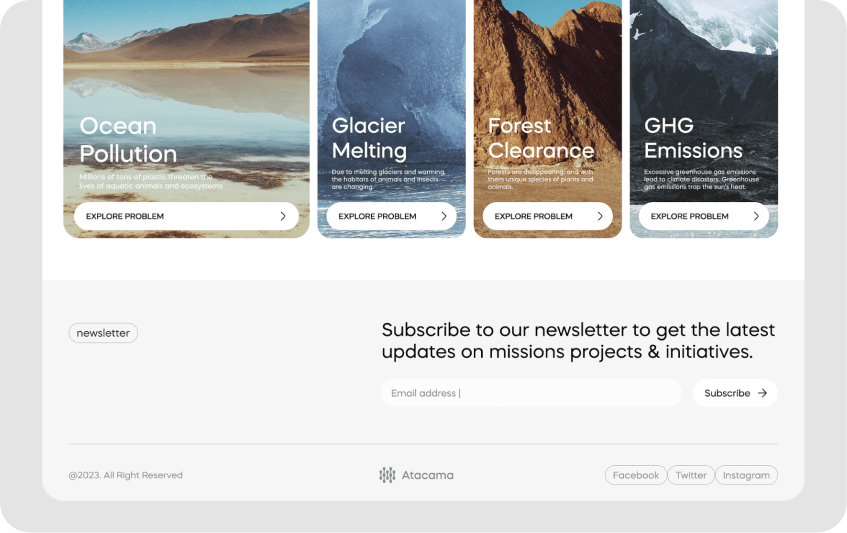 Ocean
Pollution
Millions of tons of plastic threaten the
lives of aquatic animals and ecosystems
EXPLORE PROBLEM
Glacier
Melting
Due to melting glaciers and warming,
the habitats of animals and insects
are changing.
EXPLORE PROBLEM
Forest
Clearance
Forests are deappearing, and with
them unique species of plants and
animals.
EXPLORE PROBLEM
GHG
Emissions
Excessive greenhouse gas emissions
lead to climate disasters. Greenhouse
gas emissions trap the sun's heat.
EXPLORE PROBLEM
newsletter
Subscribe to our newsletter to get the latest
updates on missions projects & initiatives.
Email address |
Subscribe
@2023. All Right Reserved
Atacama
Facebook
Twitter
Instagram